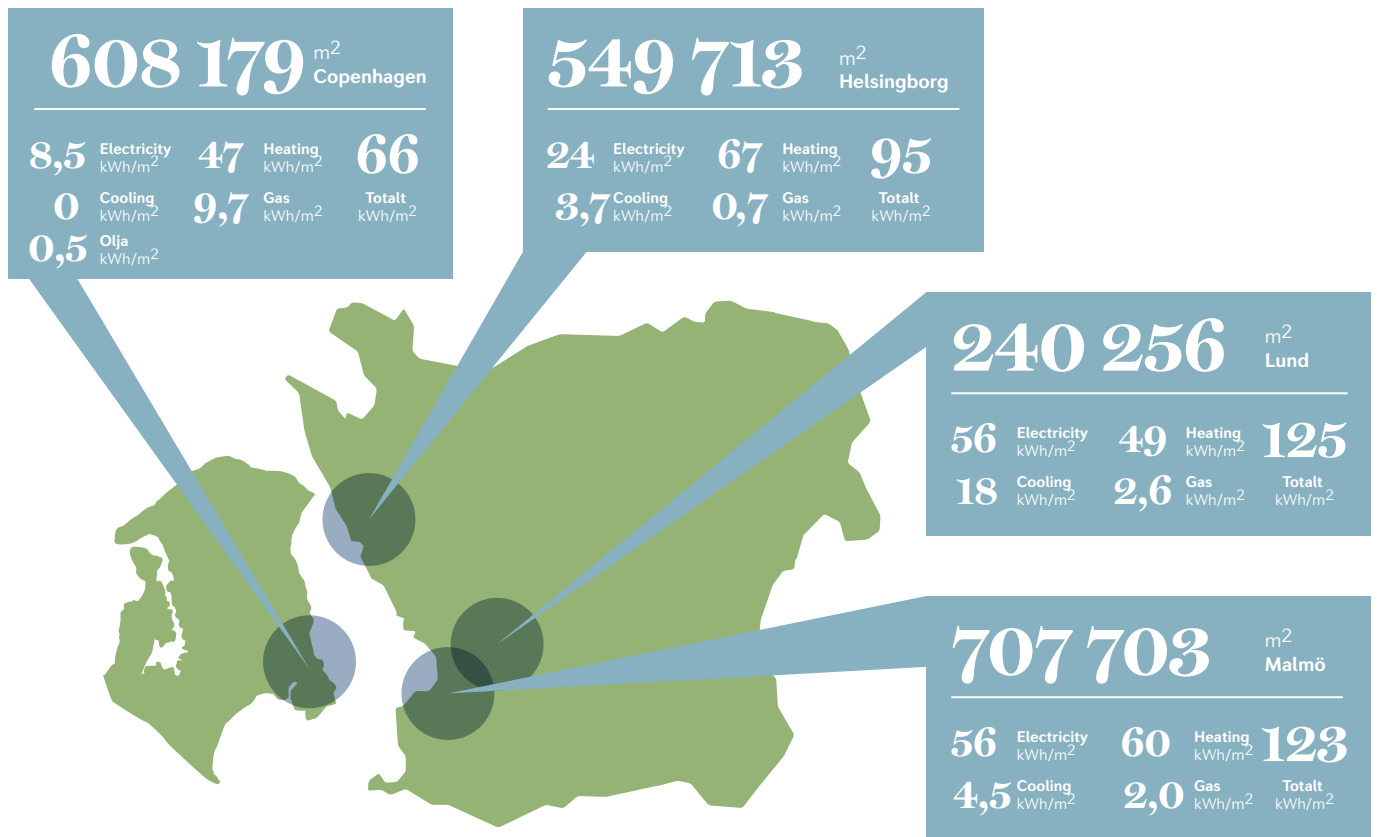 608 179 m2
Copenhagen
8,5 Electricity kWh/m2 47 Heating kWh/m2 66
0 Cooling kWh/m2 9,7 Gas kWh/m2 Totalt kWh/m2
0,5 Olja kWh/m2
549 713 m2
Helsingborg
24 Electricity kWh/m2 67 Heating kWh/m2 95
3,7 Cooling kWh/m2 0,7 Gas kWh/m2 Totalt kWh/m2
240 256 m2
Lund
56 Electricity kWh/m2 49 Heating kWh/m2 125
18 Cooling kWh/m2 2,6 Gas kWh/m2 Totalt kWh/m2
707 703 m2
Malmö
56 Electricity kWh/m2 60 Heating kWh/m2 123
4,5 Cooling kWh/m2 2,0 Gas kWh/m2 Totalt kWh/m2